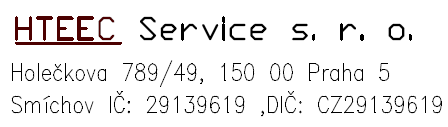 HTEEC Service s. r. o.
Holečkova 789/49, 150 00 Praha 5
Smíchov IČ: 29139619 ,DIČ: CZ29139619